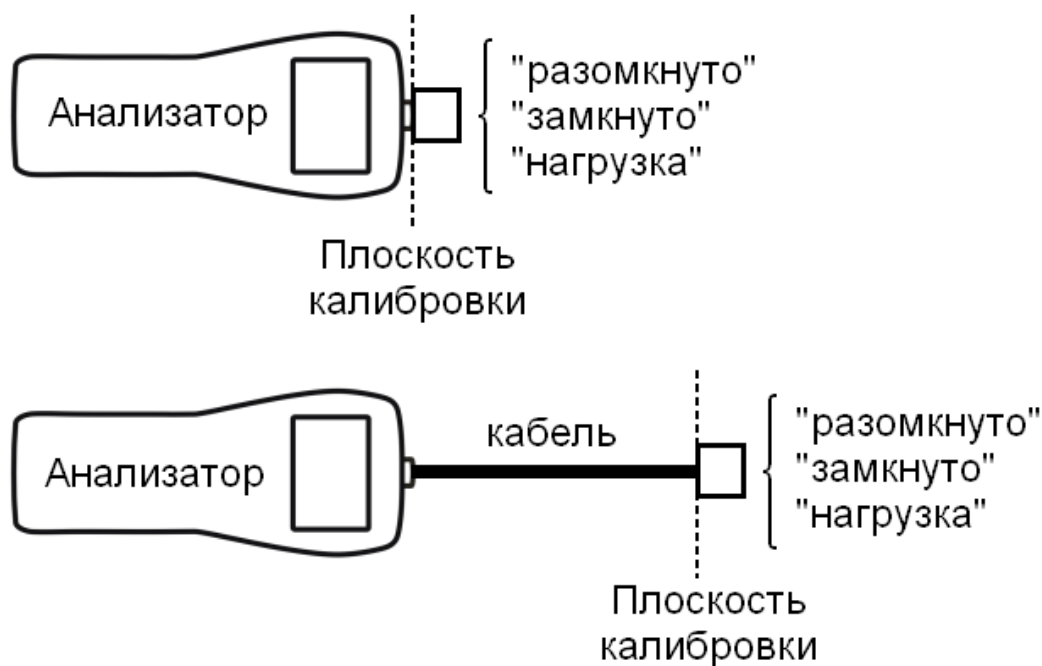 Анализатор
"разомкнуто"
"замкнуто"
"нагрузка"
Плоскость
калибровки
Анализатор
кабель
"разомкнуто"
"замкнуто"
"нагрузка"
Плоскость
калибровки